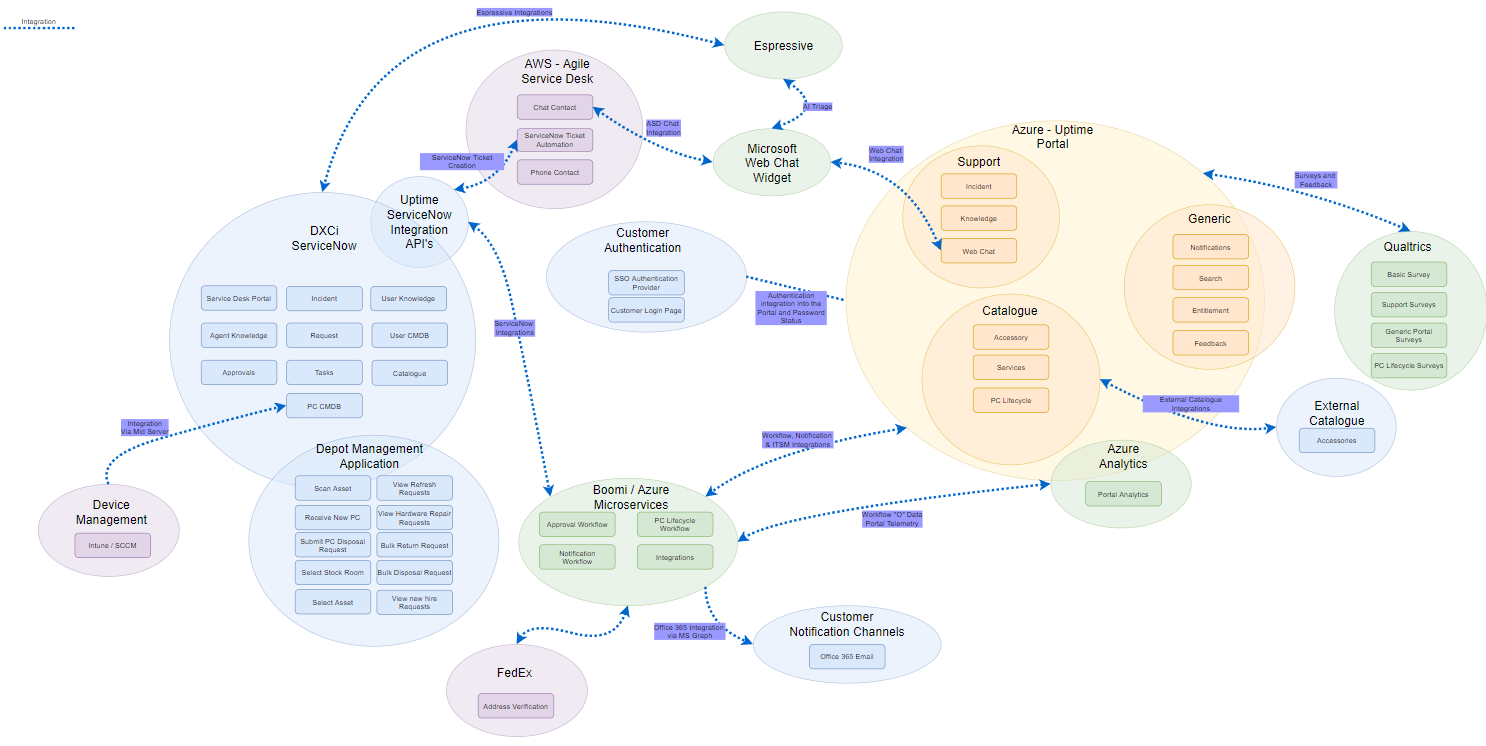 Integration
Espressive Integrations
Espressive
AWS - Agile
Service Desk
Chat Contact
ServiceNow Ticket
Automation
Phone Contact
AI Triage
ASD Chat
Integration
Microsoft
Web Chat
Widget
ServiceNow Ticket
Creation
Web Chat
Integration
Azure - Uptime
Portal
Support
Incident
Knowledge
Web Chat
Surveys and
Feedback
Generic
Notifications
Search
Entitlement
Feedback
Qualtrics
Basic Survey
Support Surveys
Generic Portal
Surveys
PC Lifecycle Surveys
Uptime
ServiceNow
Integration
API's
DXCi
ServiceNow
Service Desk Portal
Incident
User Knowledge
Agent Knowledge
Request
User CMDB
Approvals
Tasks
Catalogue
PC CMDB
Customer
Authentication
SSO Authentication
Provider
Customer Login Page
Authentication
integration into the
Portal and Password
Status
ServiceNow
Integrations
Catalogue
Accessory
Services
PC Lifecycle
External Catalogue
Integrations
External
Catalogue
Accessories
Integration
Via Mid Server
Workflow, Notification
& ITSM Integrations
Depot Management
Application
Scan Asset
View Refresh
Requests
Receive New PC
View Hardware Repair
Requests
Submit PC Disposal
Request
Bulk Return Request
Select Stock Room
Bulk Disposal Request
Select Asset
View new hire
Requests
Azure
Analytics
Portal Analytics
Device
Management
Intune / SCCM
Boomi / Azure
Microservices
Approval Workflow
PC Lifecycle
Workflow
Notification
Workflow
Integrations
Workflow "O" Data
Portal Telemetry
Office 365 Integration
via MS Graph
Customer
Notification Channels
Office 365 Email
FedEx
Address Verification